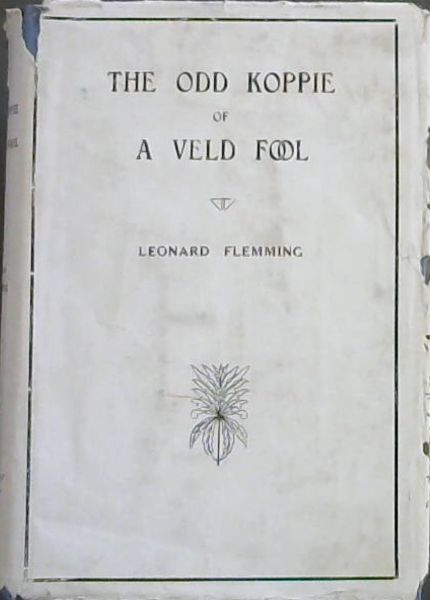 THE ODD KOPPIE
OF
A VELD FOOL
LEONARD FLEMMING